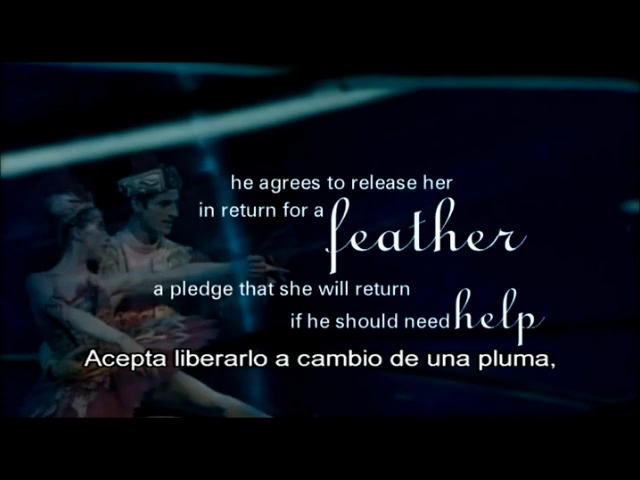 he agrees to release her
in return for a feather
a pledge that she will return
if he should need help
Acepta liberarlo a cambio de una pluma,